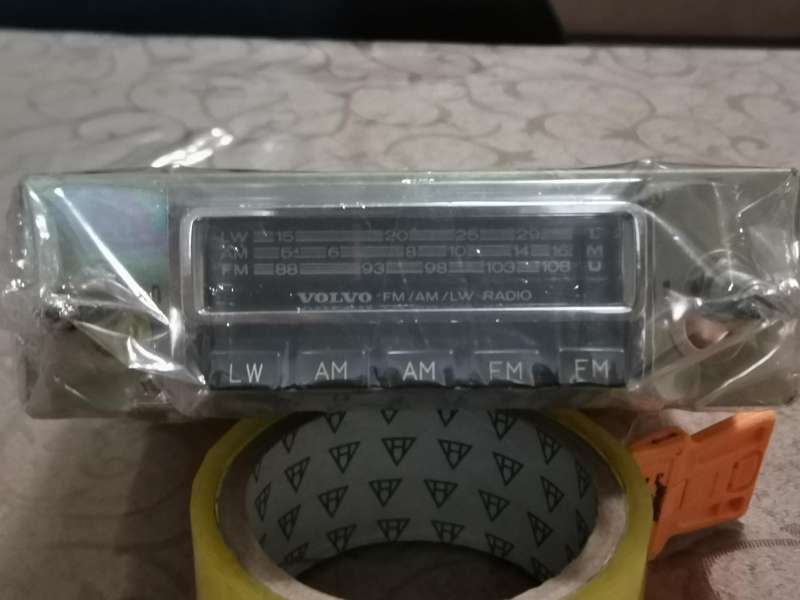 LW 15 20 25 29 L
AM 5 6 8 10 14 16 M
FM 88 93 98 103 108 U
VOLVO FM/AM/LW RADIO
LW AM AM FM FM